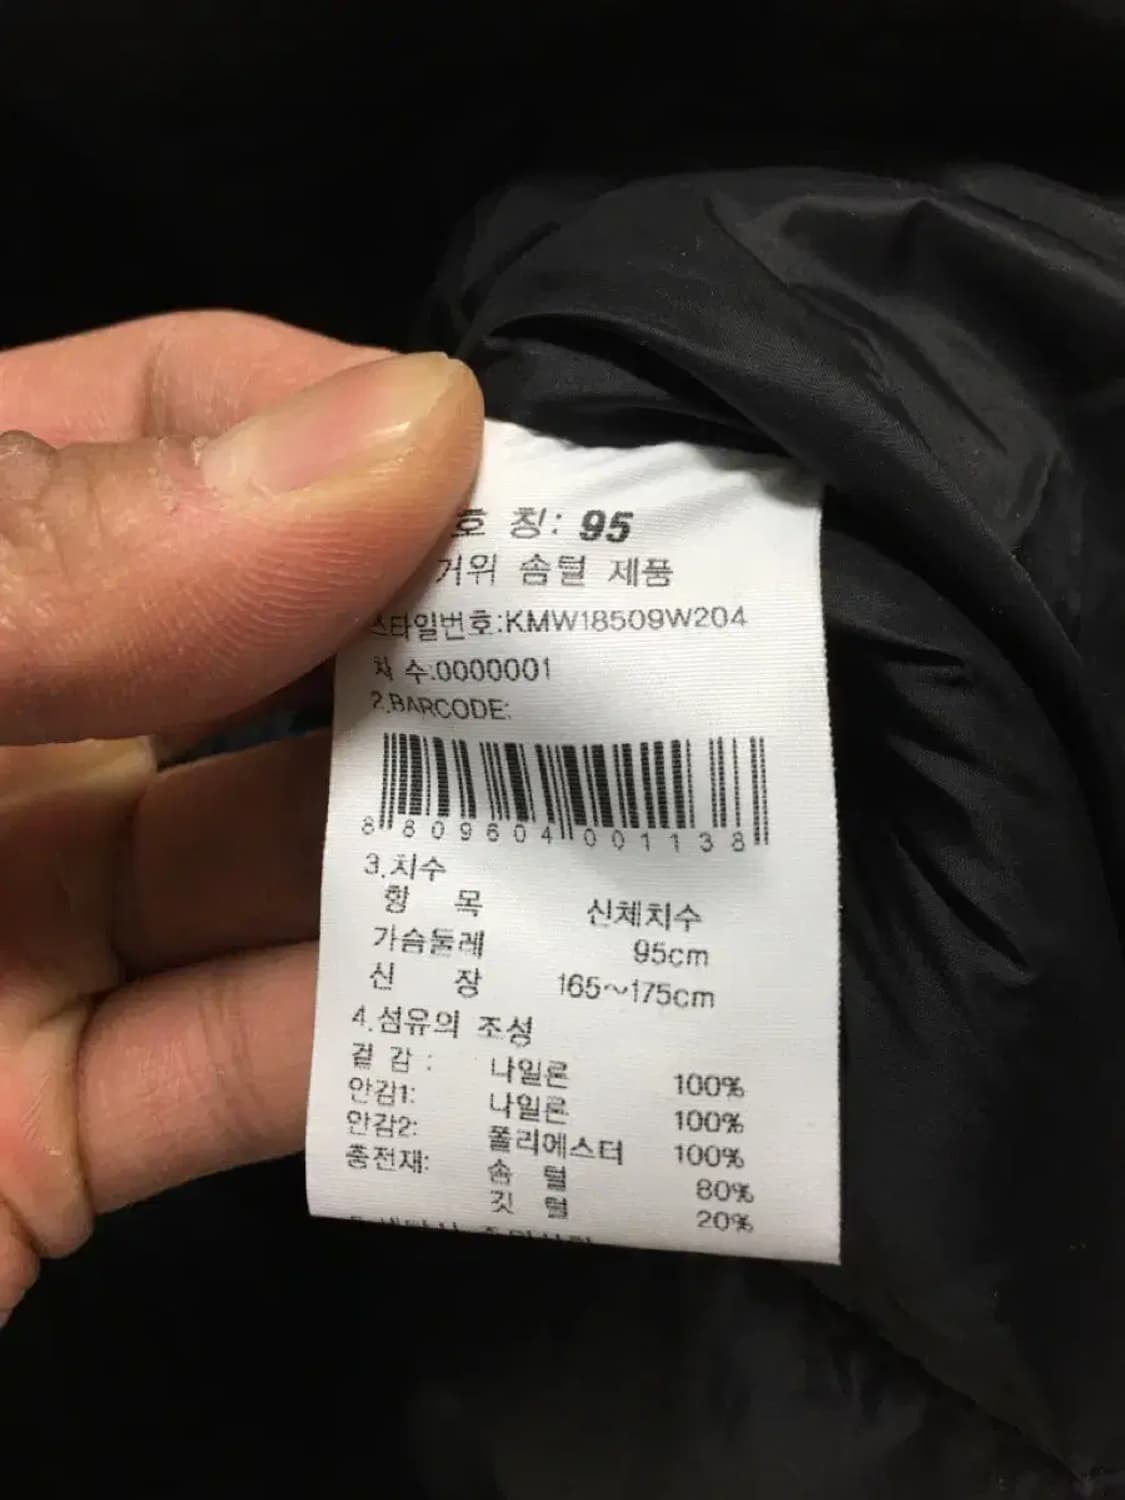 호 칭: 95
거위 솜털 제품
스타일번호:KMW18509W204
차 수:0000001
2.BARCODE:
8 809604 001138
3.치수
항 목 신체치수
가슴둘레 95cm
신 장 165~175cm
4.섬유의 조성
겉 감: 나일론 100%
안감1: 나일론 100%
안감2: 폴리에스터 100%
충전재: 솜 털 80%
깃 털 20%